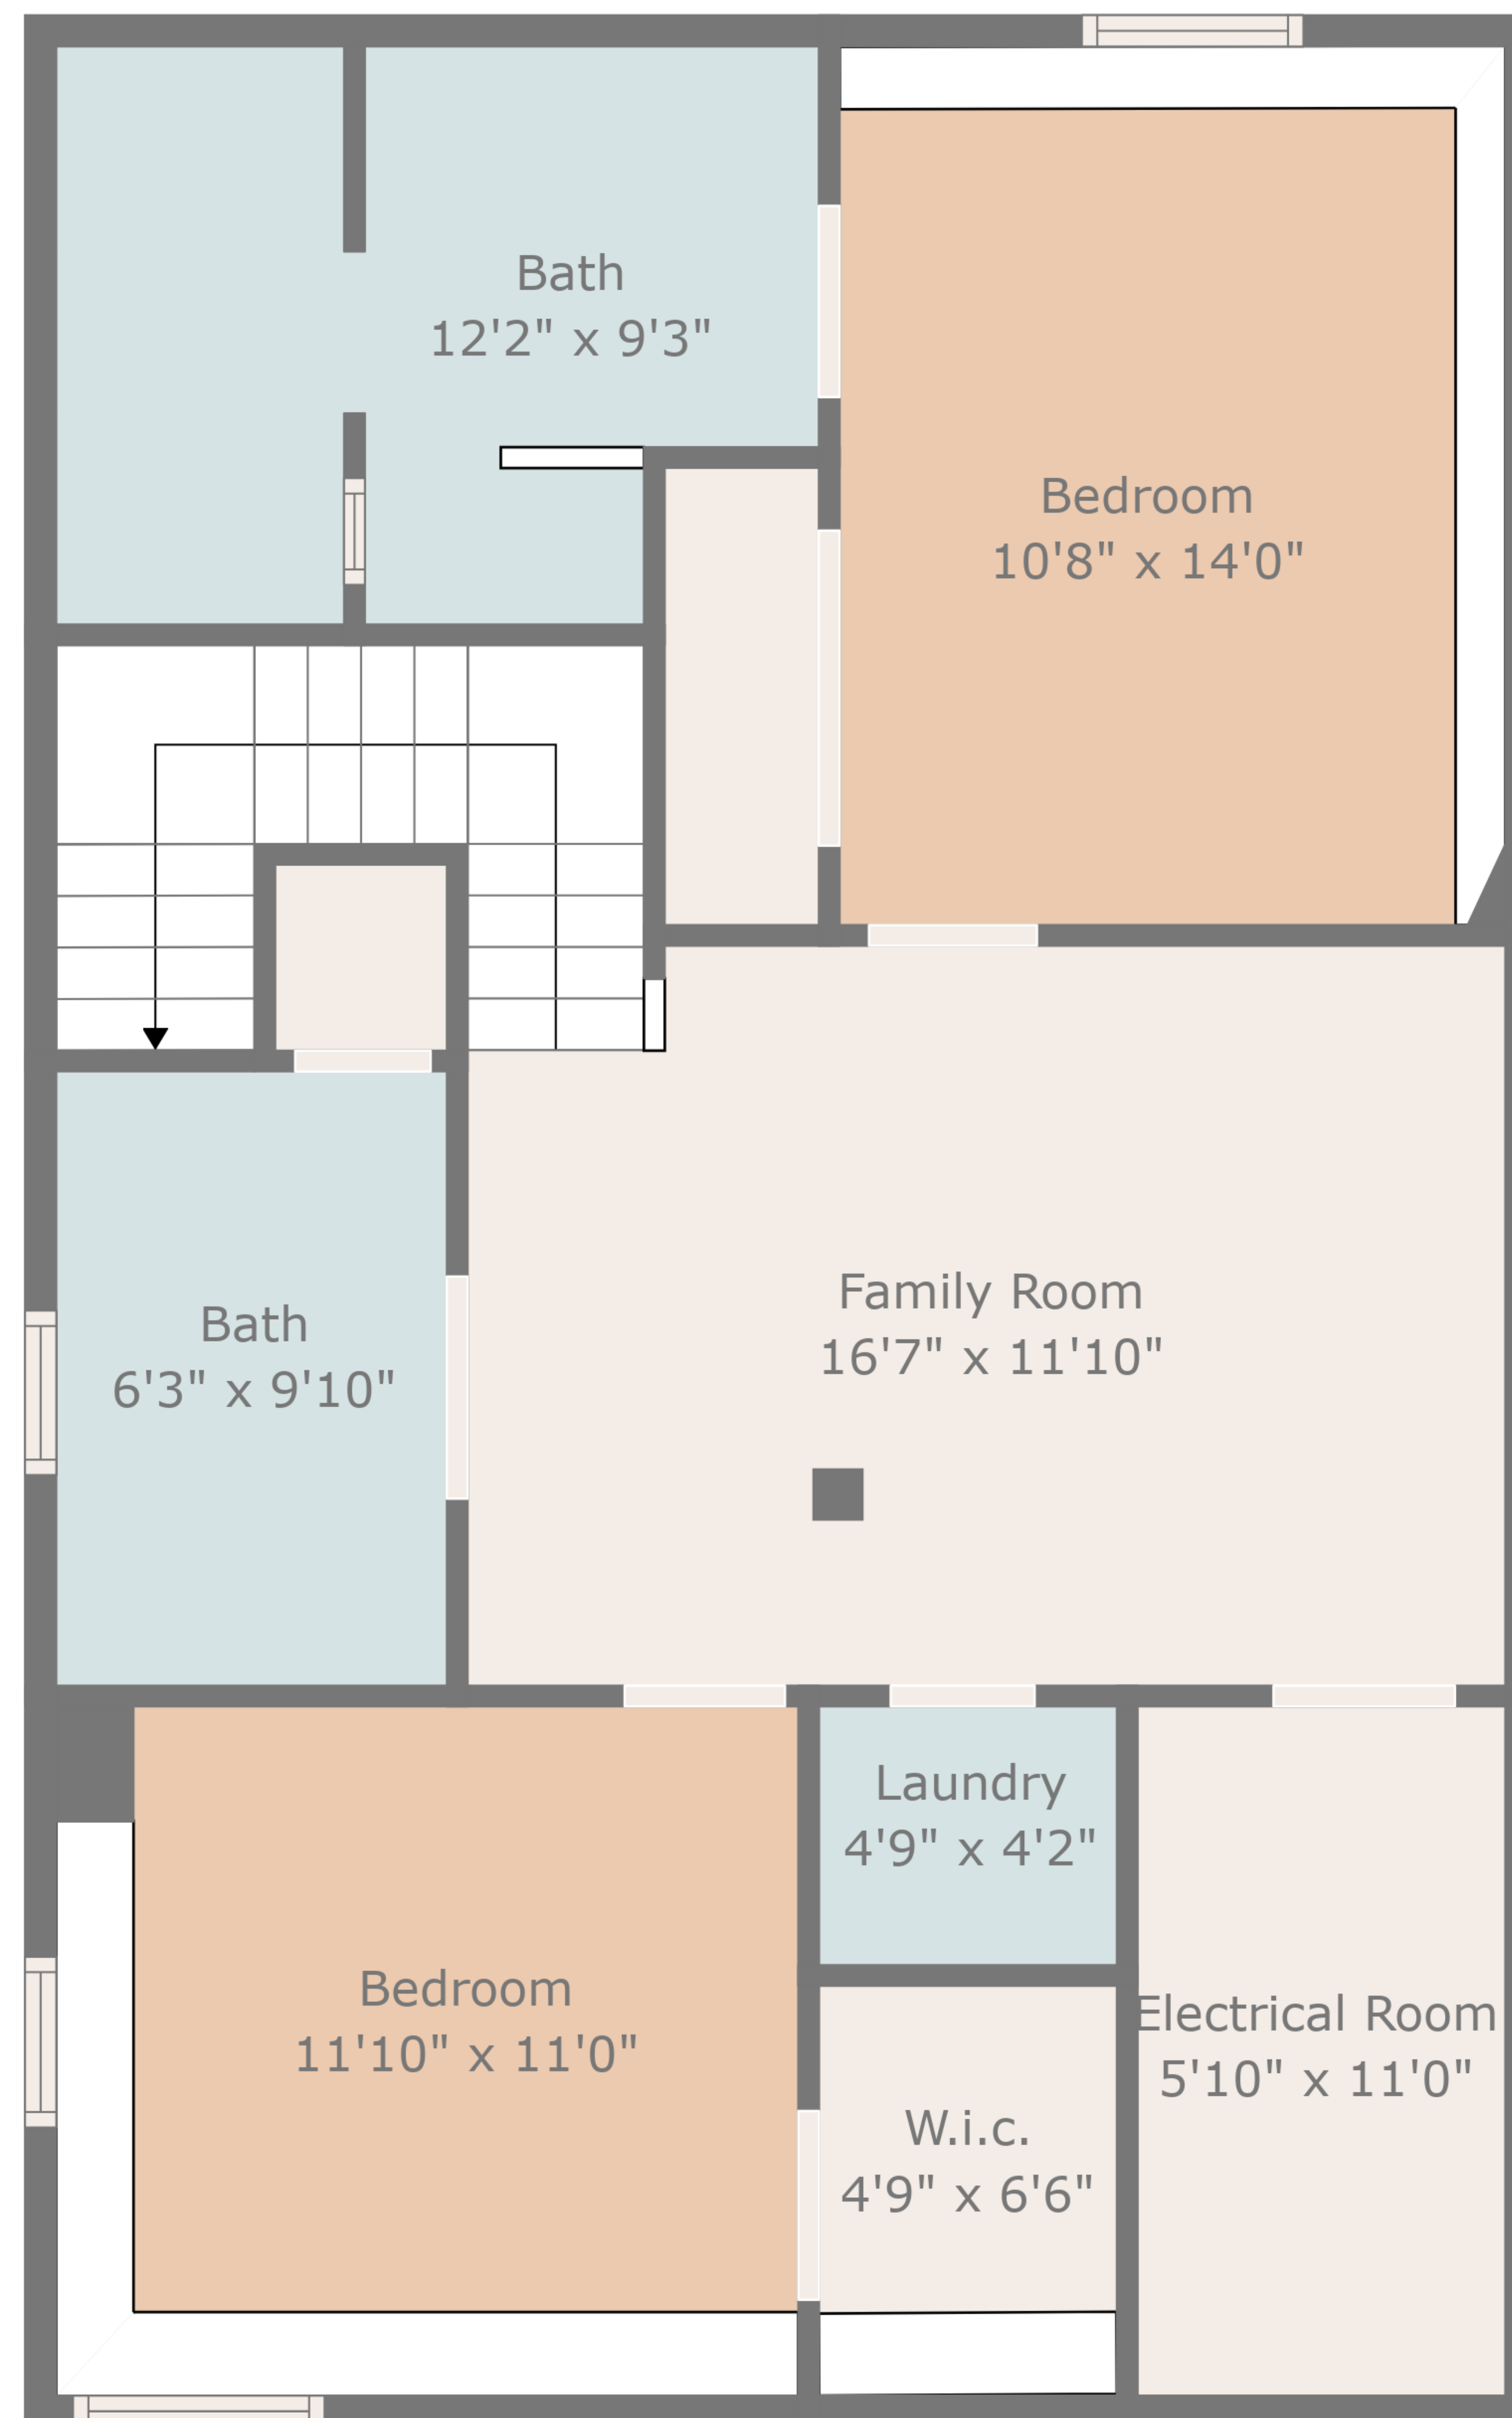 Bath
12'2" x 9'3"
Bedroom
10'8" x 14'0"
Family Room
16'7" x 11'10"
Bath
6'3" x 9'10"
Laundry
4'9" x 4'2"
Bedroom
11'10" x 11'0"
Electrical Room
5'10" x 11'0"
W.i.c.
4'9" x 6'6"